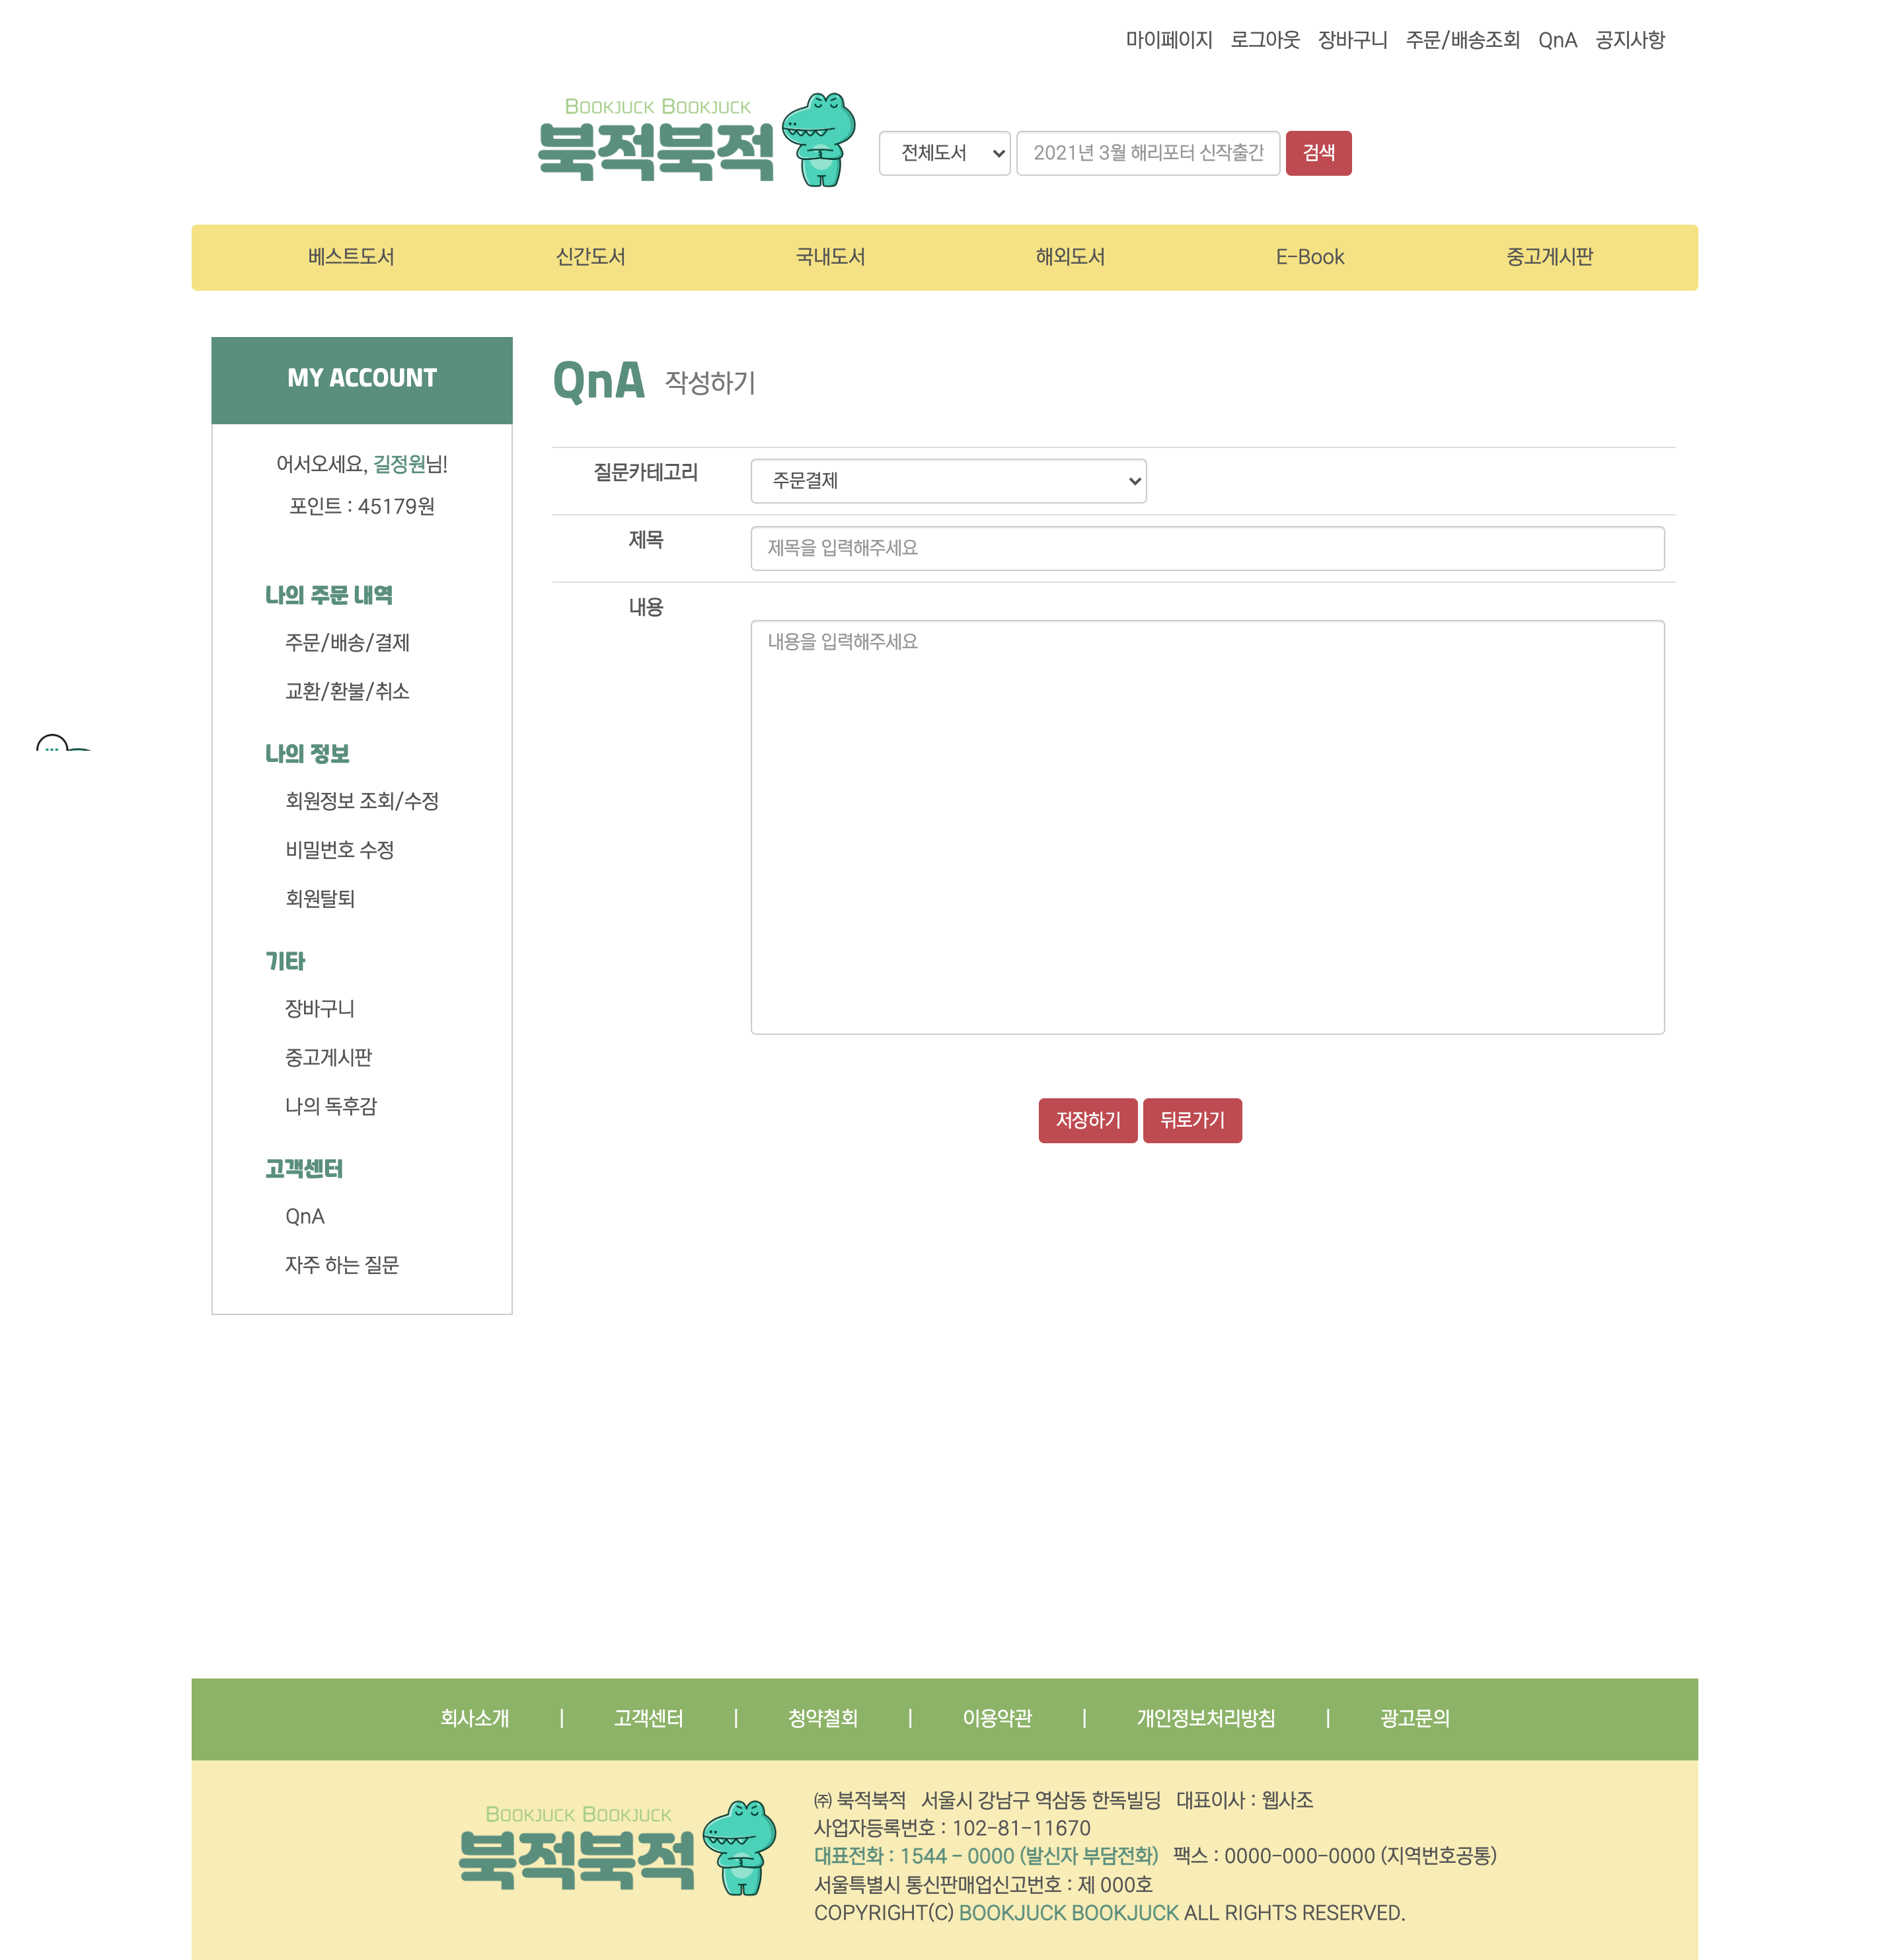 마이페이지 로그아웃 장바구니 주문/배송조회 QnA 공지사항
BOOKJUCK BOOKJUCK
북적북적
전체도서 2021년 3월 해리포터 신작출간 검색
베스트도서 신간도서 국내도서 해외도서 E-Book 중고게시판
MY ACCOUNT
어서오세요, 길정원님!
포인트 : 45179원
나의 주문 내역
주문/배송/결제
교환/환불/취소
나의 정보
회원정보 조회/수정
비밀번호 수정
회원탈퇴
기타
장바구니
중고게시판
나의 독후감
고객센터
QnA
자주 하는 질문
QnA 작성하기
질문카테고리 주문결제
제목 제목을 입력해주세요
내용
내용을 입력해주세요
저장하기 뒤로가기
회사소개 | 고객센터 | 청약철회 | 이용약관 | 개인정보처리방침 | 광고문의
BOOKJUCK BOOKJUCK
북적북적
㈜ 북적북적 서울시 강남구 역삼동 한독빌딩 대표이사 : 웹사조
사업자등록번호 : 102-81-11670
대표전화 : 1544 - 0000 (발신자 부담전화) 팩스 : 0000-000-0000 (지역번호공통)
서울특별시 통신판매업신고번호 : 제 000호
COPYRIGHT(C) BOOKJUCK BOOKJUCK ALL RIGHTS RESERVED.